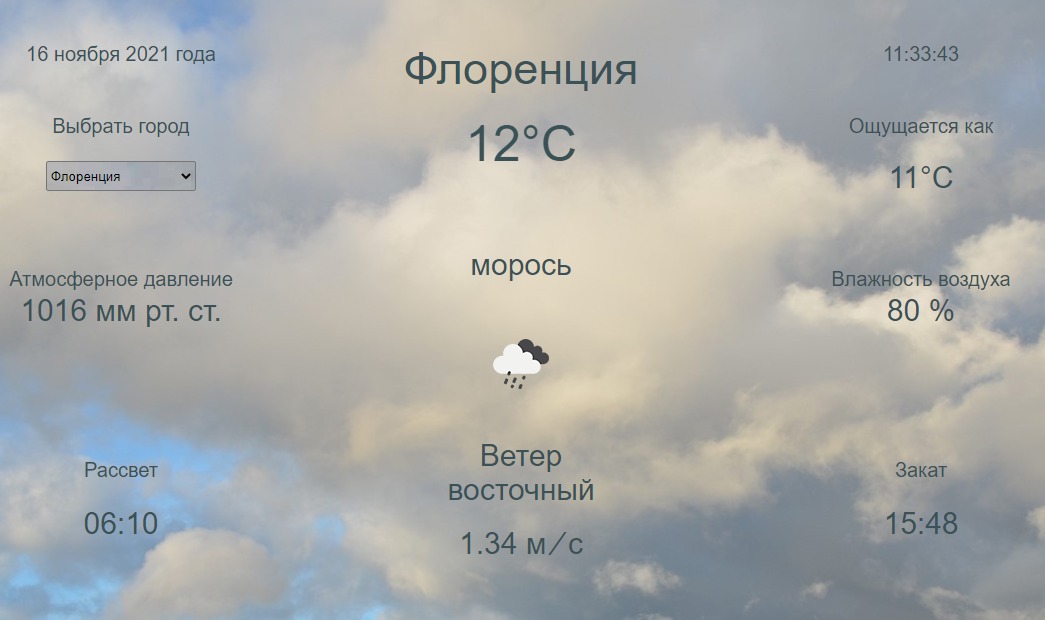 16 ноября 2021 года
Флоренция
11:33:43
Выбрать город
Флоренция
12°C
Ощущается как
11°C
морось
Атмосферное давление
1016 мм рт. ст.
Влажность воздуха
80 %
Рассвет
06:10
Ветер
восточный
1.34 м/с
Закат
15:48